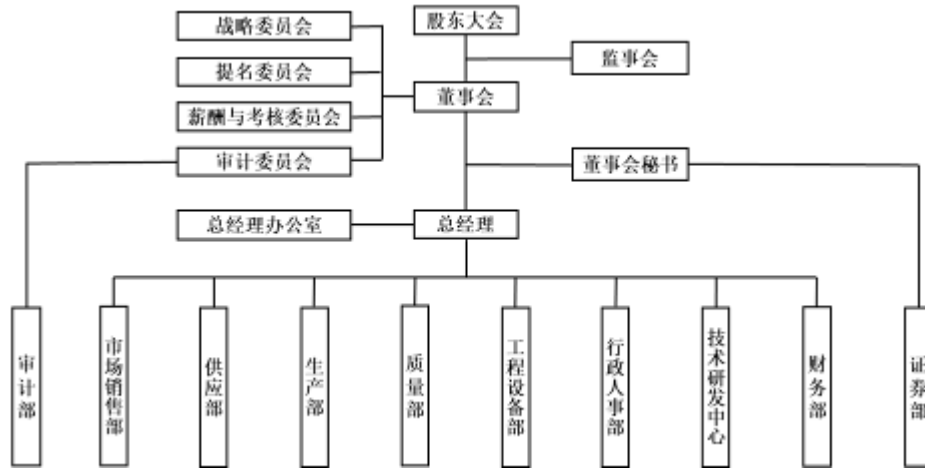 战略委员会
股东大会
提名委员会
监事会
董事会
薪酬与考核委员会
审计委员会
董事会秘书
总经理办公室
总经理
审计部
市场销售部
供应部
生产部
质量部
工程设备部
行政人事部
技术研发中心
财务部
证券部